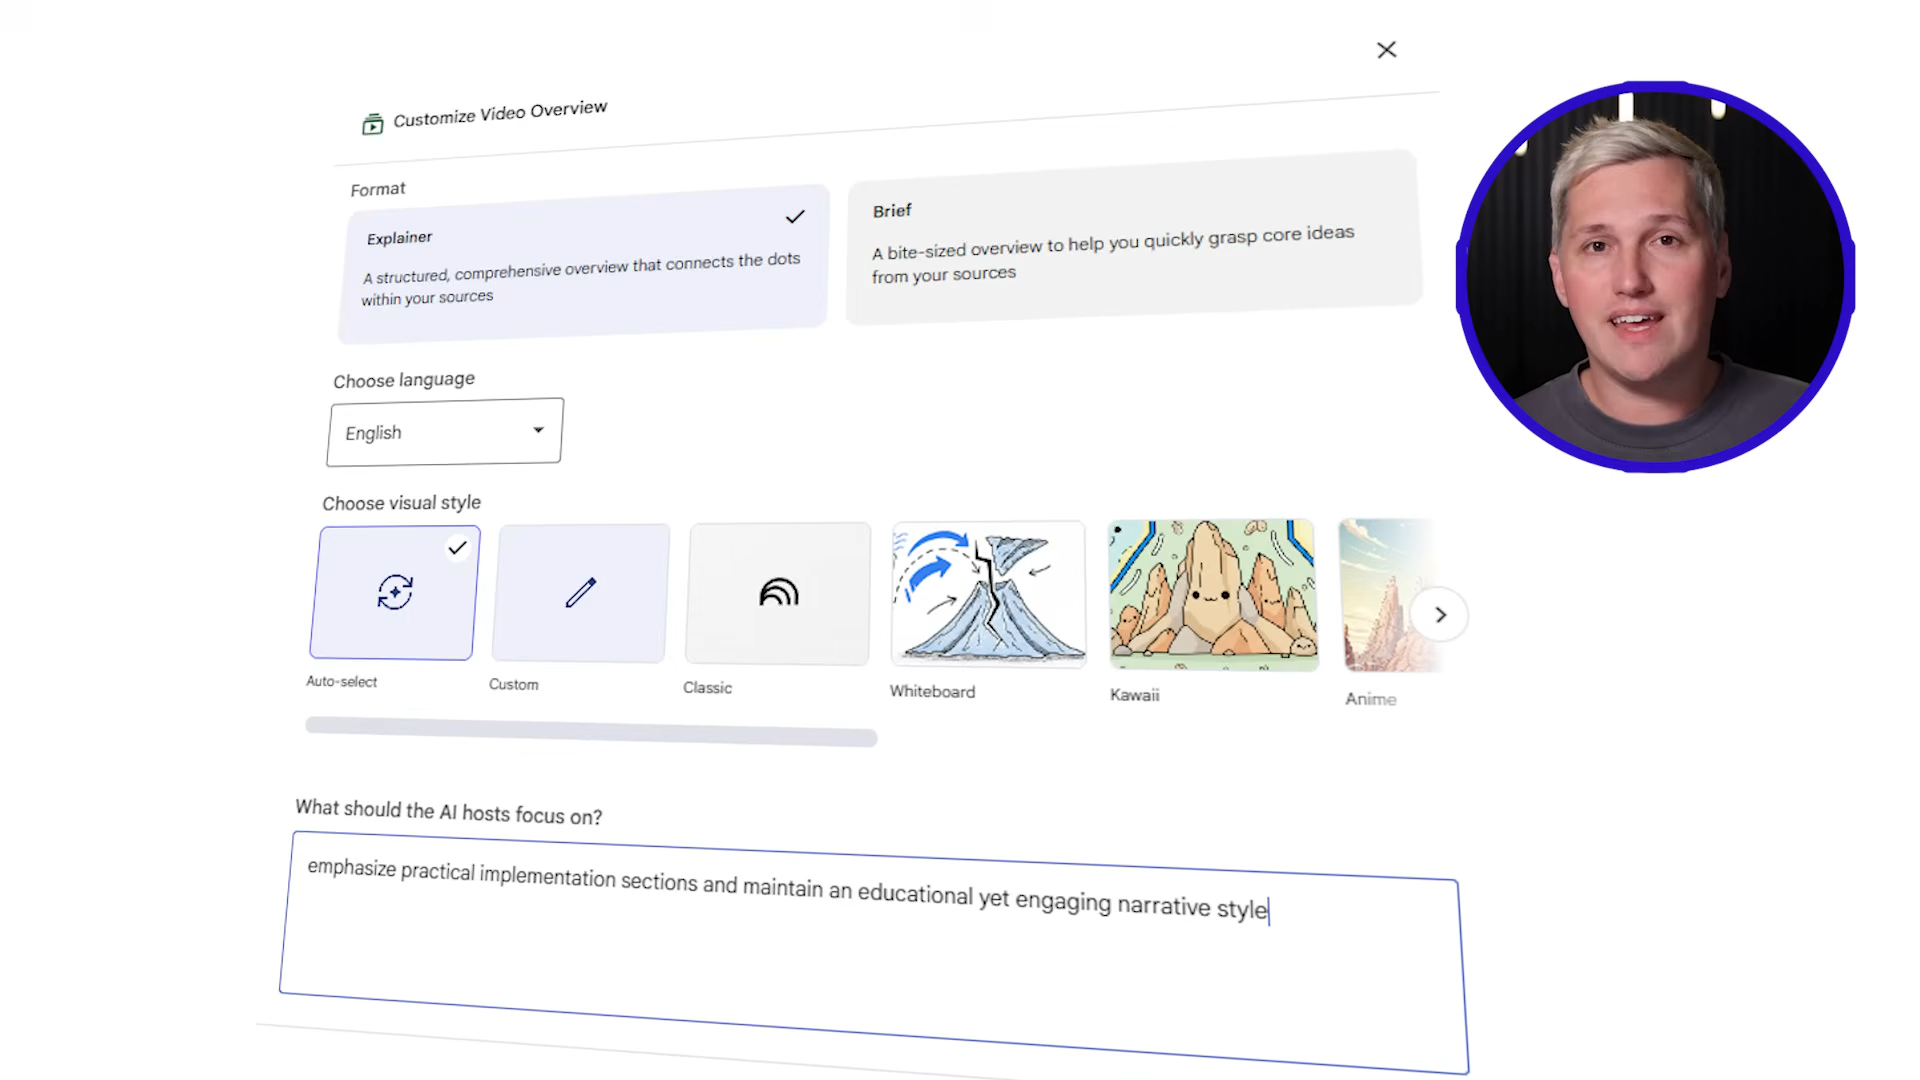 Customize Video Overview
Format
Explainer
A structured, comprehensive overview that connects the dots
within your sources
Brief
A bite-sized overview to help you quickly grasp core ideas
from your sources
Choose language
English
Choose visual style
Auto-select
Custom
Classic
Whiteboard
Kawaii
Anime
What should the AI hosts focus on?
emphasize practical implementation sections and maintain an educational yet engaging narrative style